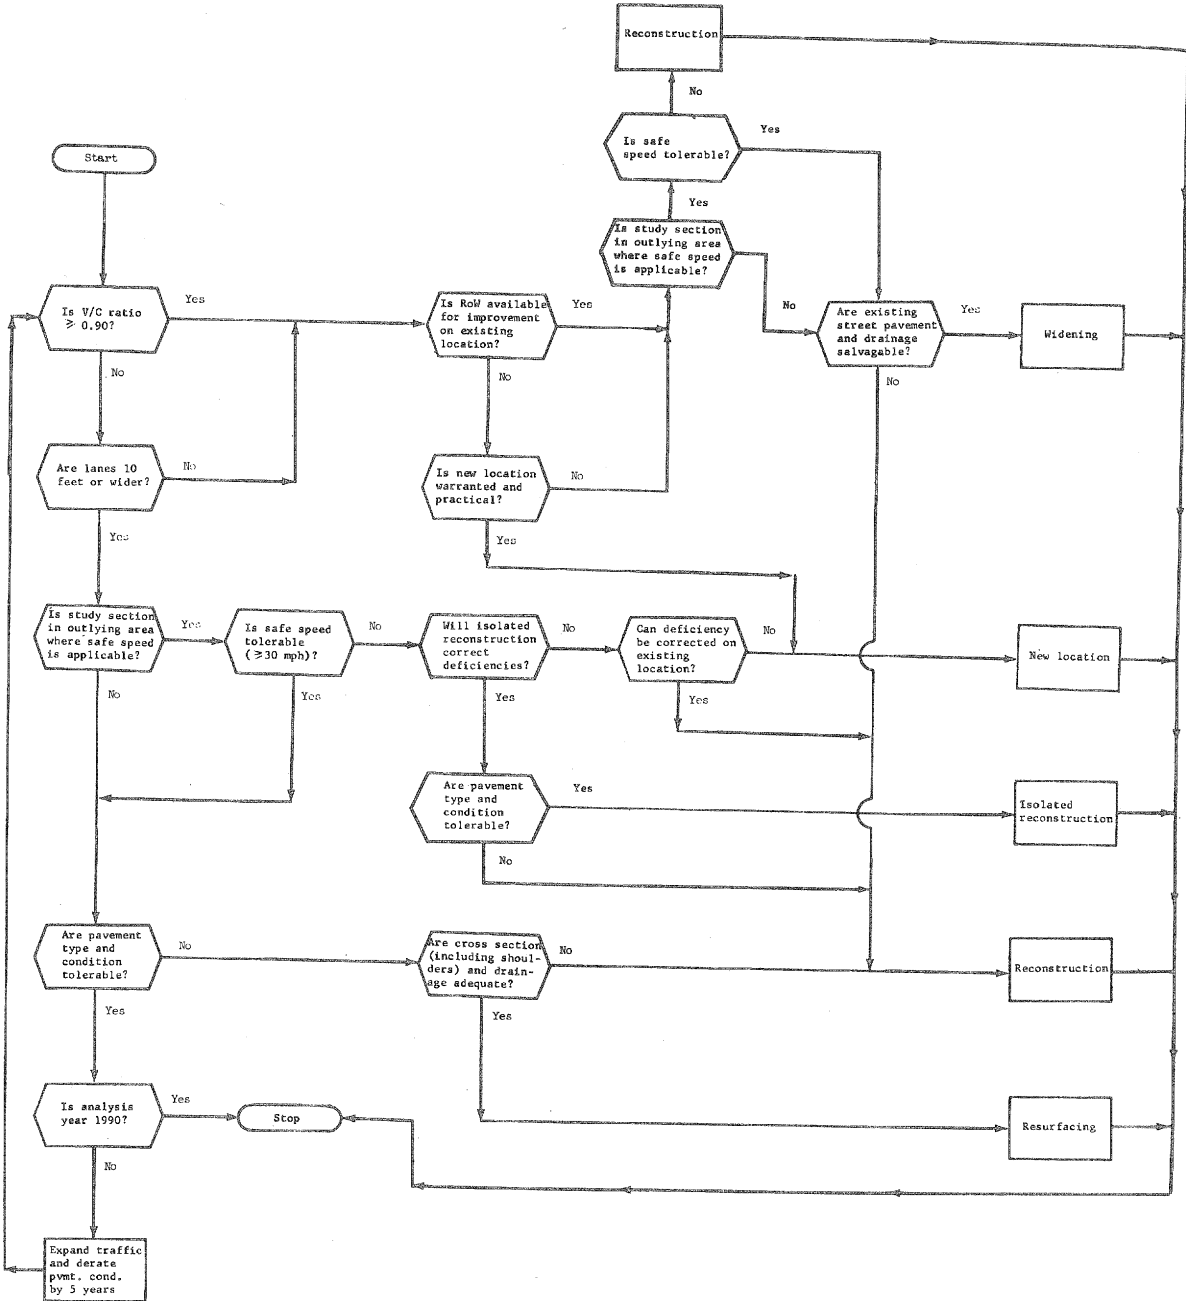 Reconstruction
No
Is safe
speed tolerable?
Yes
Start
Yes
Is study section
in outlying area
where safe speed
is applicable?
No
Is V/C ratio
≥ 0.90?
Yes
Is RoW available
for improvement
on existing
location?
Yes
Are existing
street pavement
and drainage
salvagable?
Yes
Widening
No
No
No
Are lanes 10
feet or wider?
No
Is new location
warranted and
practical?
No
Yes
Yes
Is study section
in outlying area
where safe speed
is applicable?
Yes
Is safe speed
tolerable
(≥30 mph)?
No
Will isolated
reconstruction
correct
deficiencies?
No
Can deficiency
be corrected on
existing
location?
No
New location
No
Yes
Yes
Yes
Are pavement
type and
condition
tolerable?
Yes
Isolated
reconstruction
No
Are pavement
type and
condition
tolerable?
No
Are cross section
(including shoul-
ders) and drain-
age adequate?
No
Reconstruction
Yes
Yes
Is analysis
year 1990?
Yes
Stop
Resurfacing
No
Expand traffic
and derate
pvmt. cond.
by 5 years